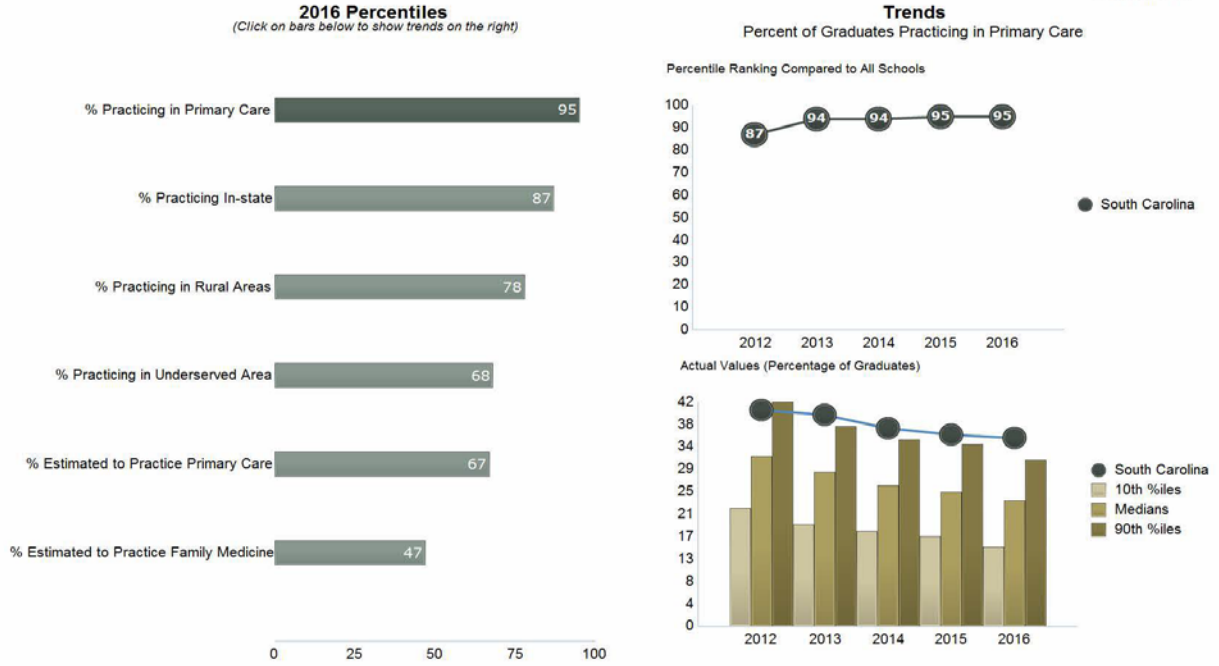 2016 Percentiles
(Click on bars below to show trends on the right)
% Practicing in Primary Care
95
% Practicing In-state
87
% Practicing in Rural Areas
78
% Practicing in Underserved Area
68
% Estimated to Practice Primary Care
67
% Estimated to Practice Family Medicine
47
0 25 50 75 100
Trends
Percent of Graduates Practicing in Primary Care
Percentile Ranking Compared to All Schools
100
90
80
70
60
50
40
30
20
10
0
87 94 94 95 95
2012 2013 2014 2015 2016
South Carolina
Actual Values (Percentage of Graduates)
42
38
34
29
25
21
17
13
8
4
0
2012 2013 2014 2015 2016
South Carolina
10th %iles
Medians
90th %iles